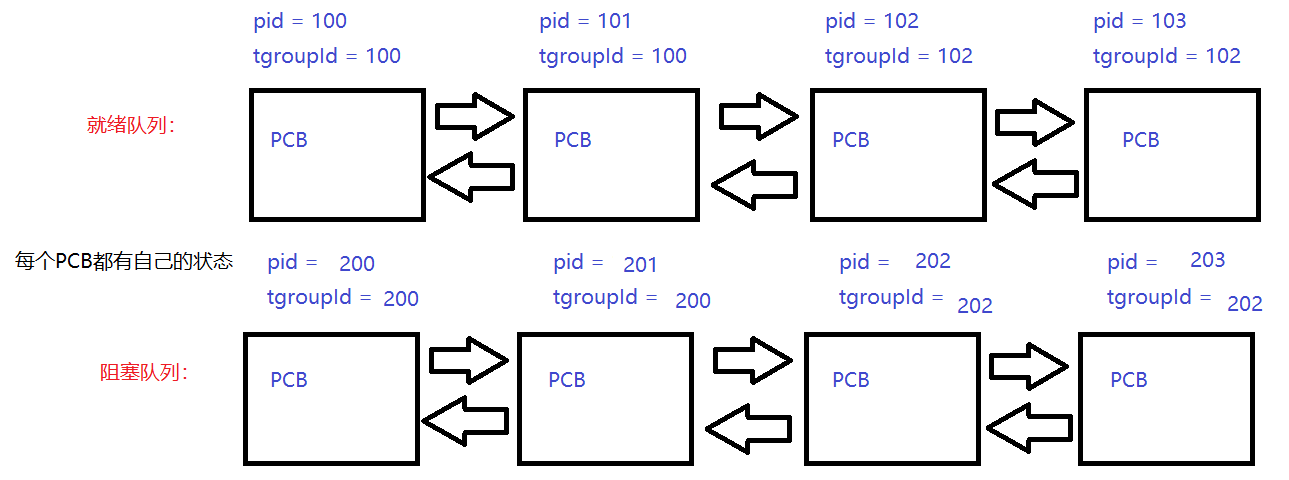 pid = 100 pid = 101 pid = 102 pid = 103
tgroupId = 100 tgroupId = 100 tgroupId = 102 tgroupId = 102
就绪队列：
PCB PCB PCB PCB
每个PCB都有自己的状态
pid = 200 pid = 201 pid = 202 pid = 203
tgroupId = 200 tgroupId = 200 tgroupId = 202 tgroupId = 202
阻塞队列：
PCB PCB PCB PCB